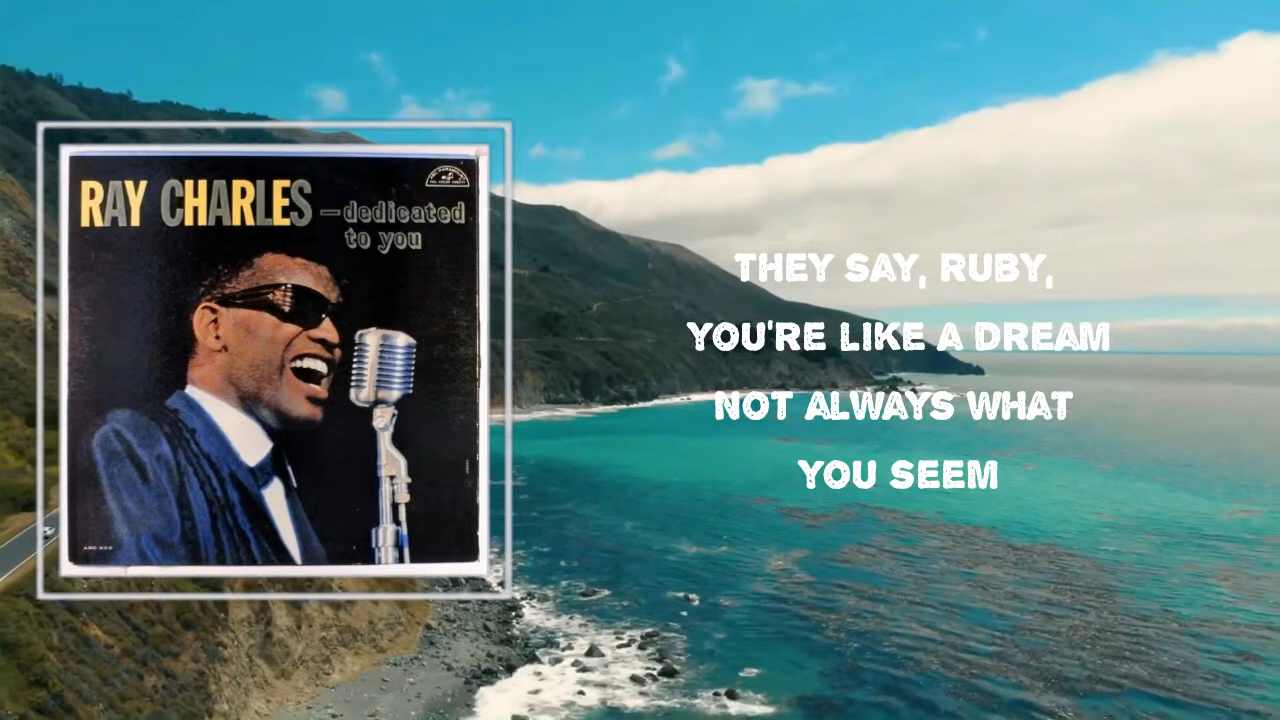 RAY CHARLES
—dedicated
to you
THEY SAY, RUBY,
YOU'RE LIKE A DREAM
NOT ALWAYS WHAT
YOU SEEM